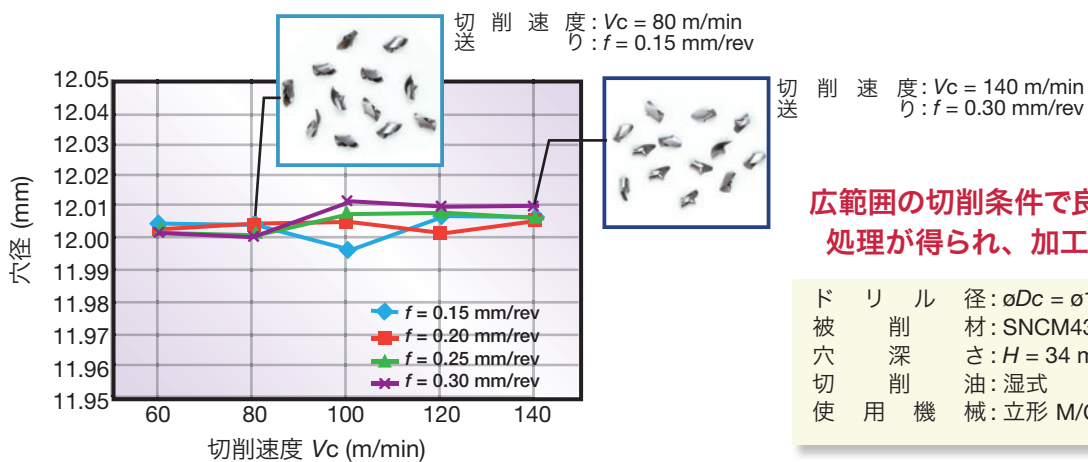 切削速度: Vc = 80 m/min
送り: f = 0.15 mm/rev
切削速度: Vc = 140 m/min
送り: f = 0.30 mm/rev
12.05
12.04
12.03
12.02
12.01
12.00
11.99
11.98
11.97
11.96
11.95
穴径 (mm)
f = 0.15 mm/rev
f = 0.20 mm/rev
f = 0.25 mm/rev
f = 0.30 mm/rev
60 80 100 120 140
切削速度 Vc (m/min)
広範囲の切削条件で良
処理が得られ、加工
ドリル径: øDc = ø1
被削材: SNCM43
穴深さ: H = 34 m
切削油: 湿式
使用機械: 立形 M/C